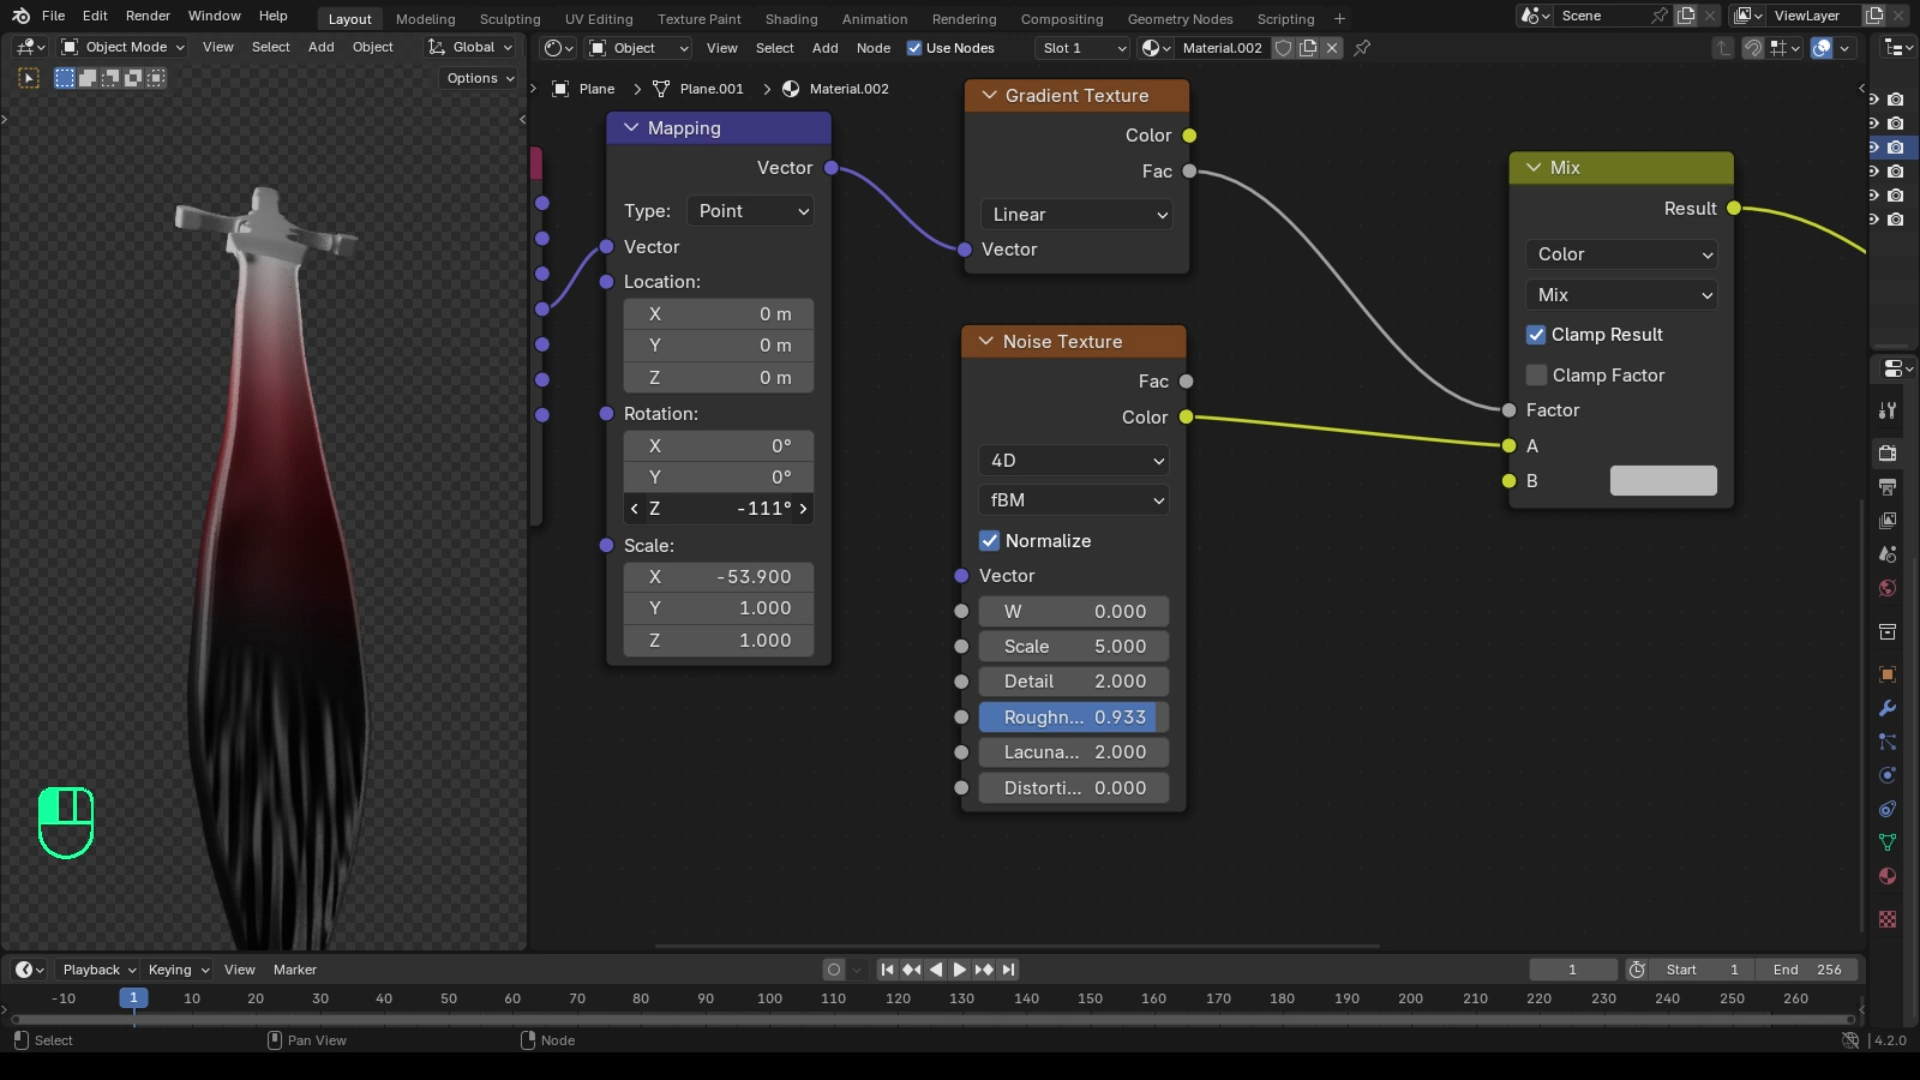 File Edit Render Window Help Layout Modeling Sculpting UV Editing Texture Paint Shading Animation Rendering Compositing Geometry Nodes Scripting + Scene ViewLayer
Object Mode View Select Add Object Global Object View Select Add Node Use Nodes Slot 1 Material.002
Options
Plane > Plane.001 > Material.002
Mapping
Vector
Type: Point
Vector
Location:
X 0 m
Y 0 m
Z 0 m
Rotation:
X 0°
Y 0°
Z -111°
Scale:
X -53.900
Y 1.000
Z 1.000
Gradient Texture
Color
Fac
Linear
Vector
Noise Texture
Fac
Color
4D
fBM
Normalize
Vector
W 0.000
Scale 5.000
Detail 2.000
Roughn... 0.933
Lacuna... 2.000
Distorti... 0.000
Mix
Result
Color
Mix
Clamp Result
Clamp Factor
Factor
A
B
Playback Keying View Marker 1 Start 1 End 256
-10 1 10 20 30 40 50 60 70 80 90 100 110 120 130 140 150 160 170 180 190 200 210 220 230 240 250 260
Select Pan View Node 4.2.0